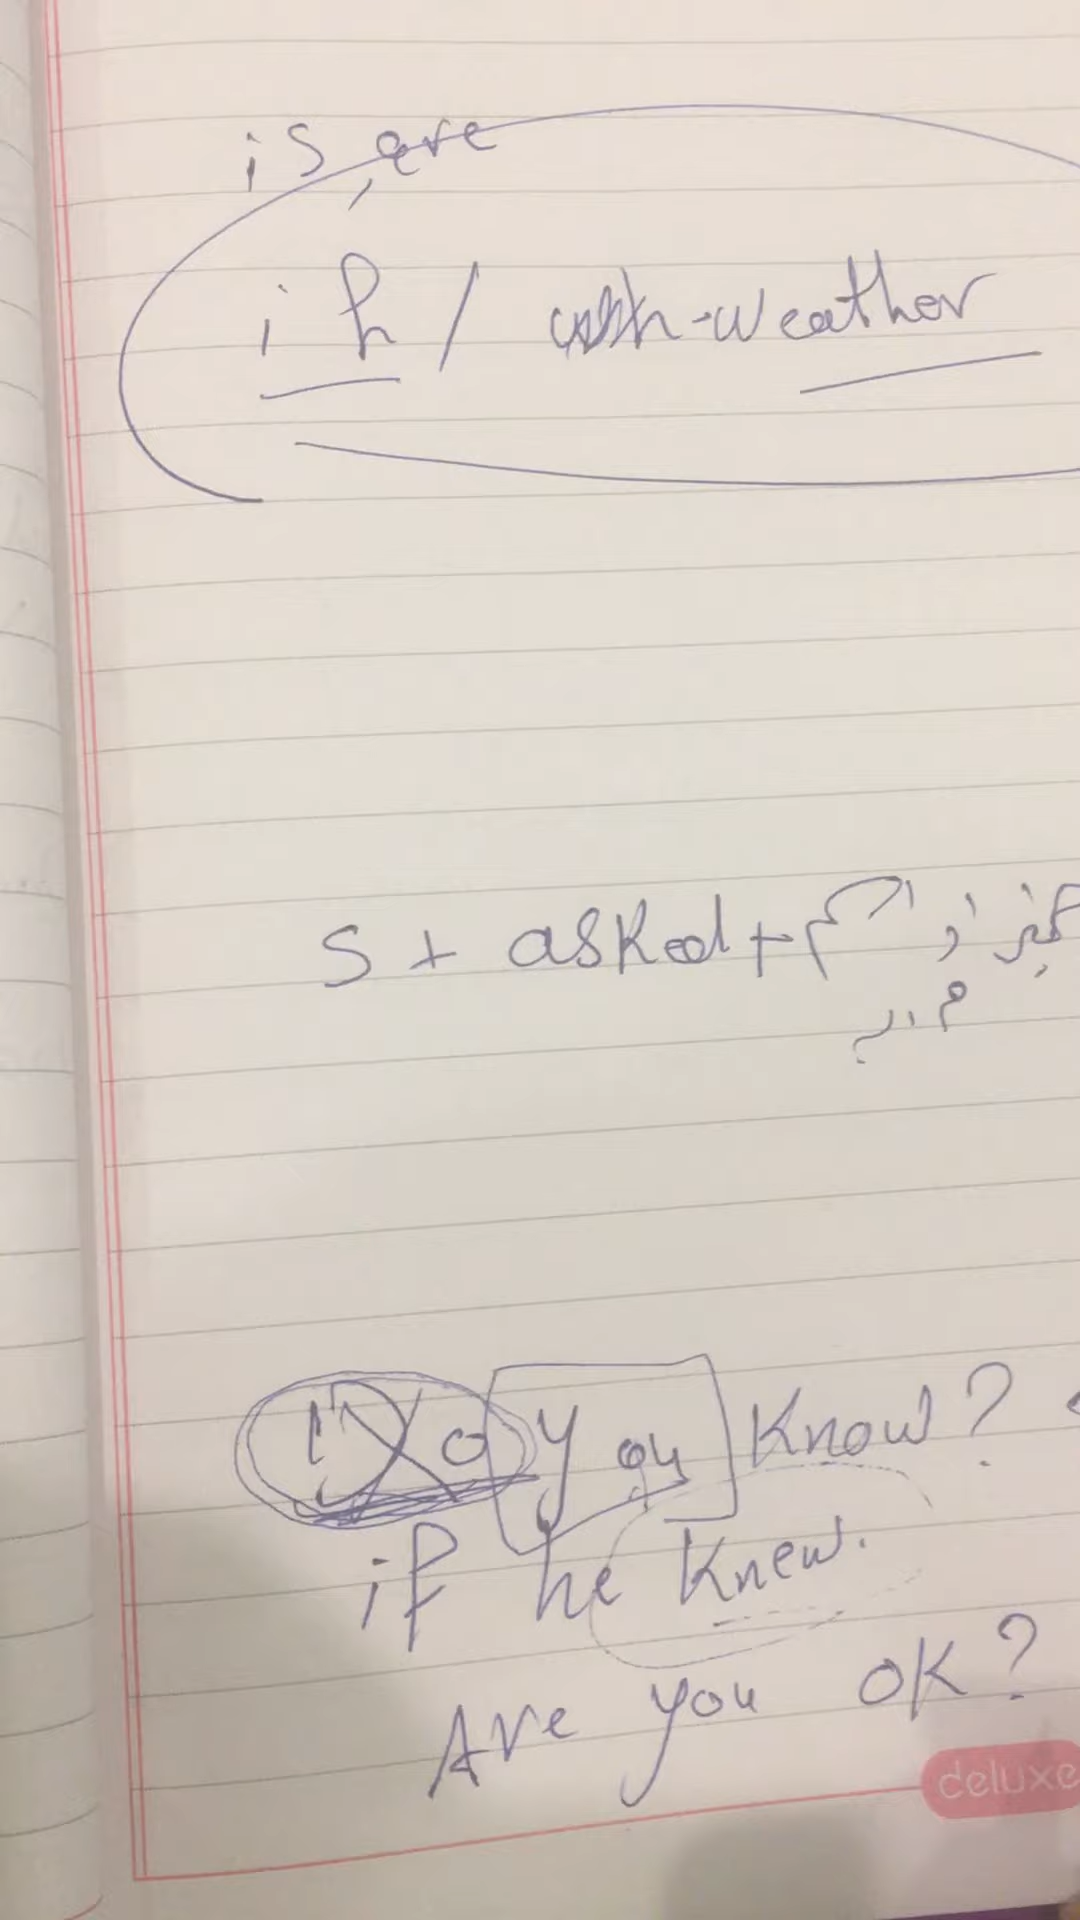 is, are
if / weather
s + asked +
Do you Know?
if he Knew.
Are you OK?
deluxe